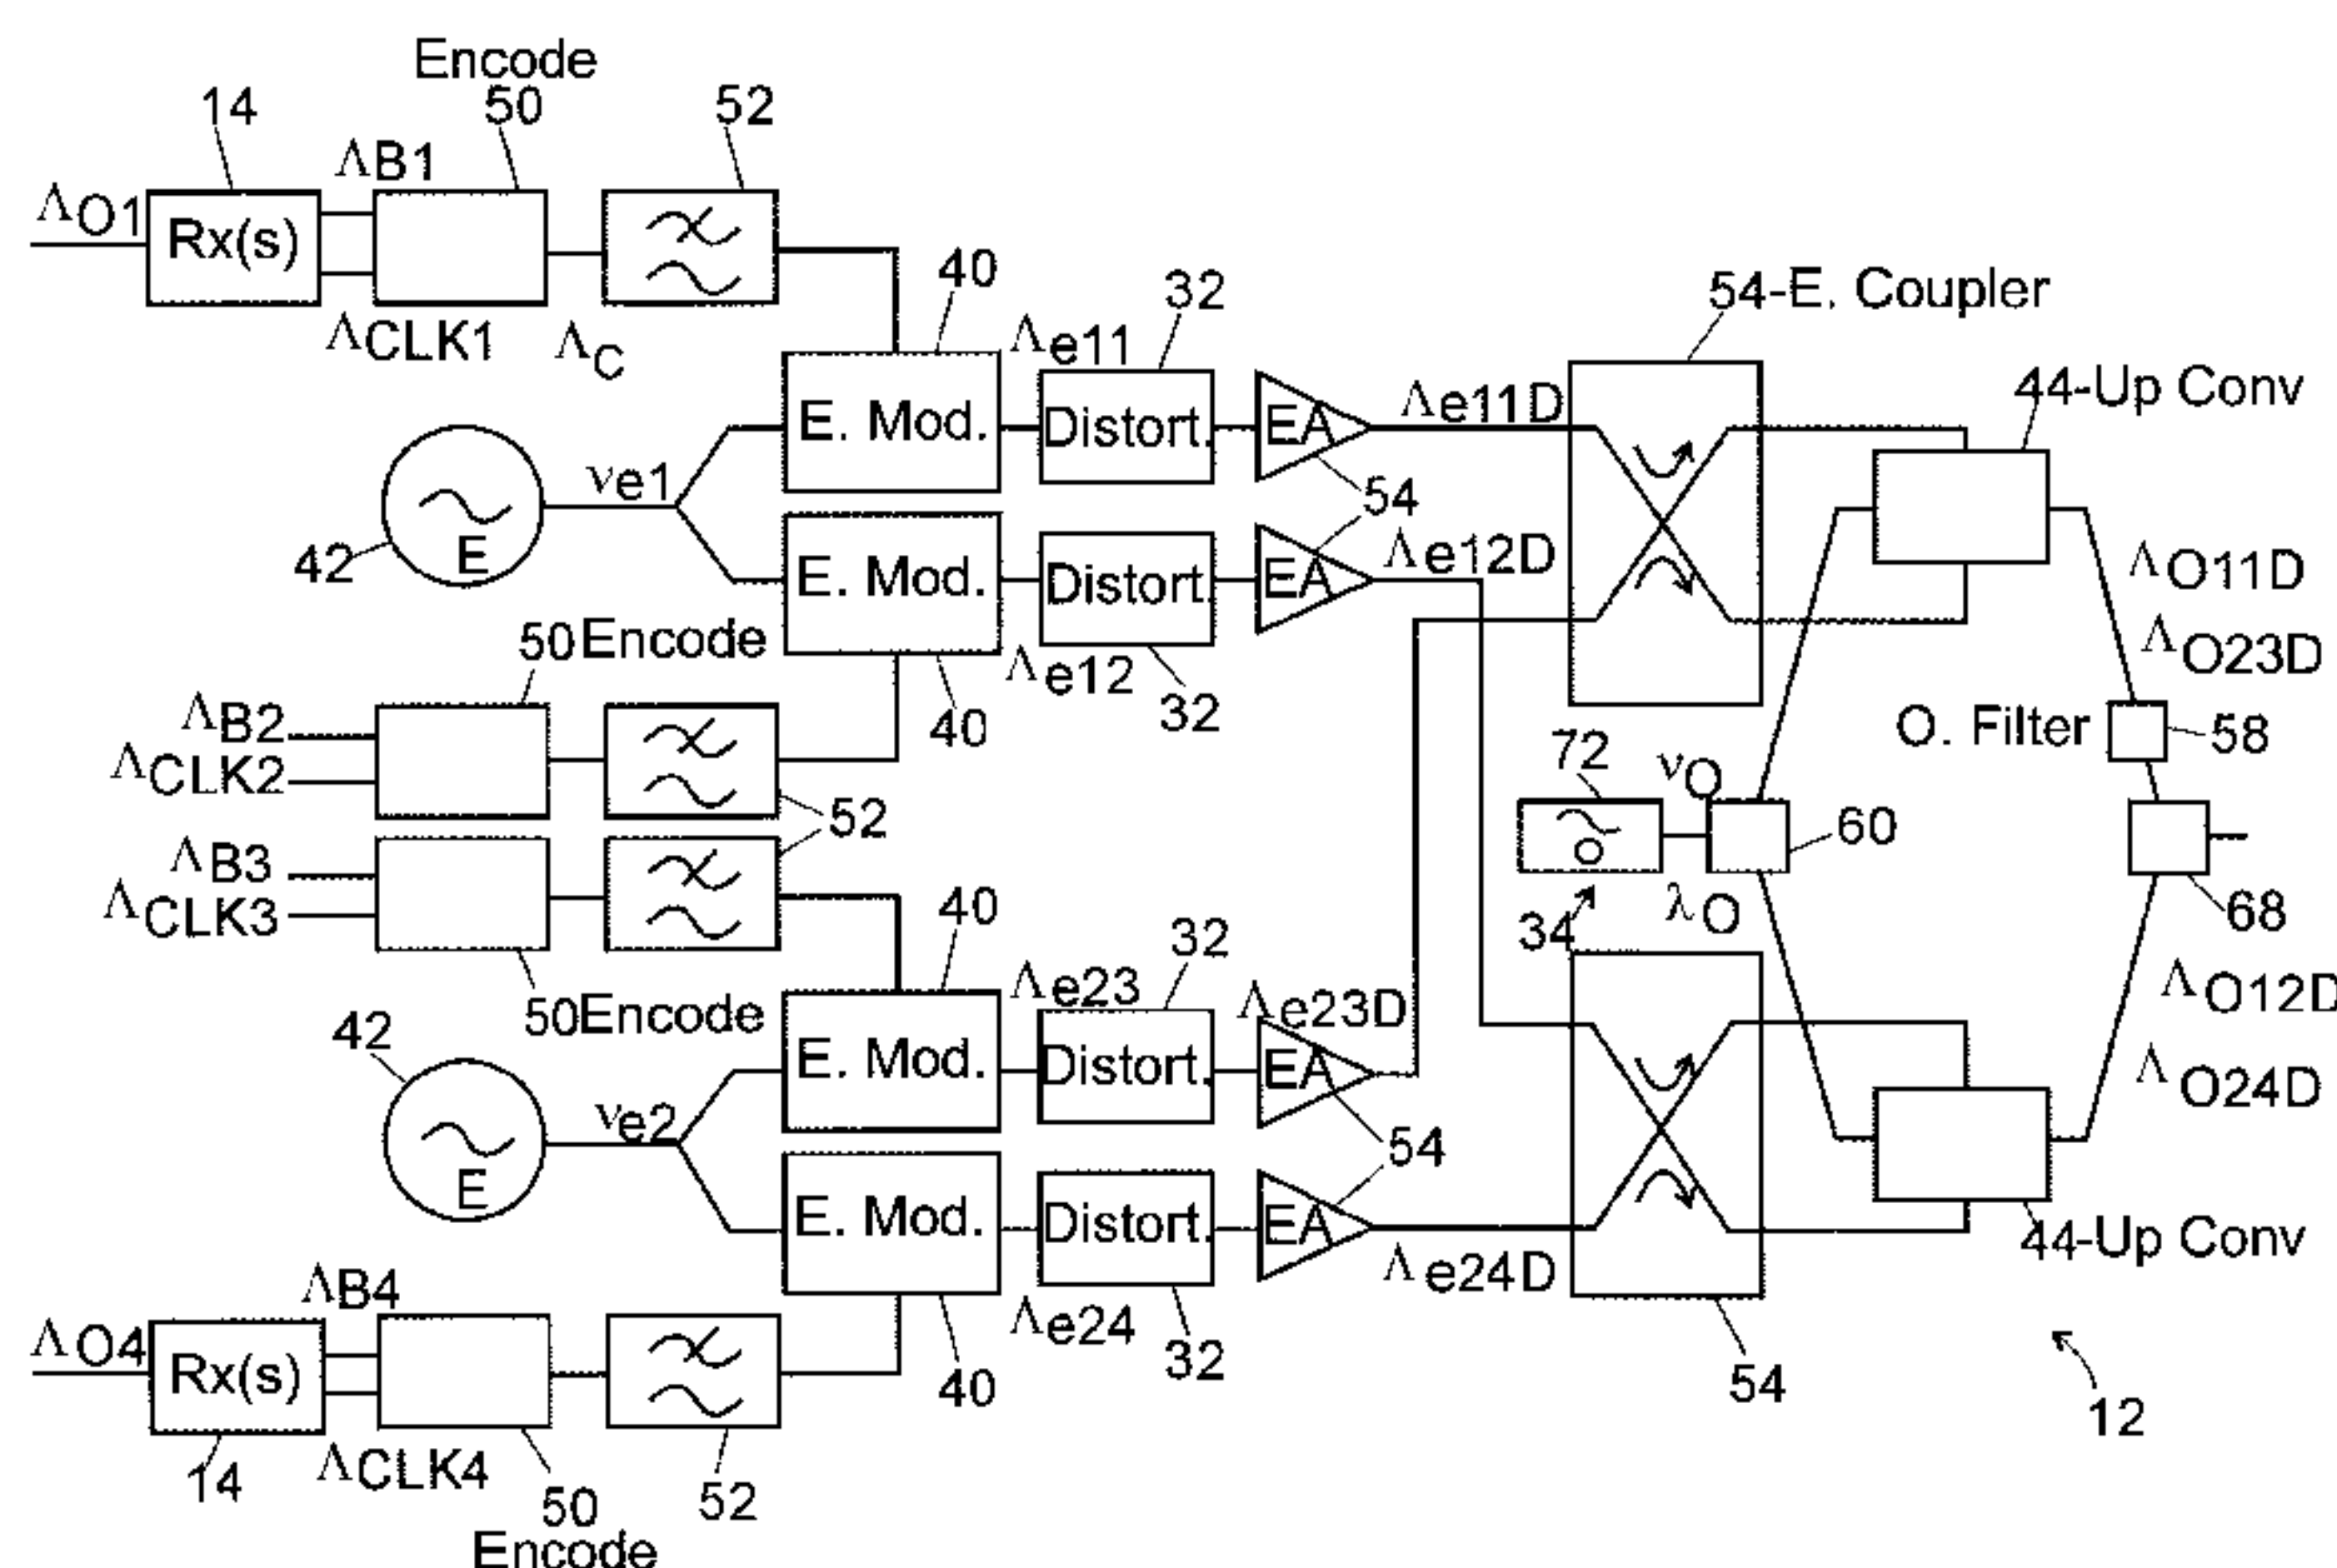 Encode
50
14
52
ΛB1
ΛO1
Rx(s)
ΛCLK1
ΛC
40
32
54-E. Coupler
Λe11
E. Mod.
Distort.
EA
Λe11D
44-Up Conv
νe1
54
E
42
E. Mod.
Distort.
EA
Λe12D
ΛO11D
ΛO23D
50 Encode
Λe12
32
40
ΛB2
ΛCLK2
O. Filter
58
72
νO
52
60
ΛB3
ΛCLK3
34
λO
68
40
32
50Encode
Λe23
Λe23D
ΛO12D
42
E. Mod.
Distort.
EA
ΛO24D
νe2
54
E
E. Mod.
Distort.
EA
44-Up Conv
Λe24D
ΛB4
Λe24
32
ΛO4
Rx(s)
40
54
12
14
ΛCLK4
50
Encode
52